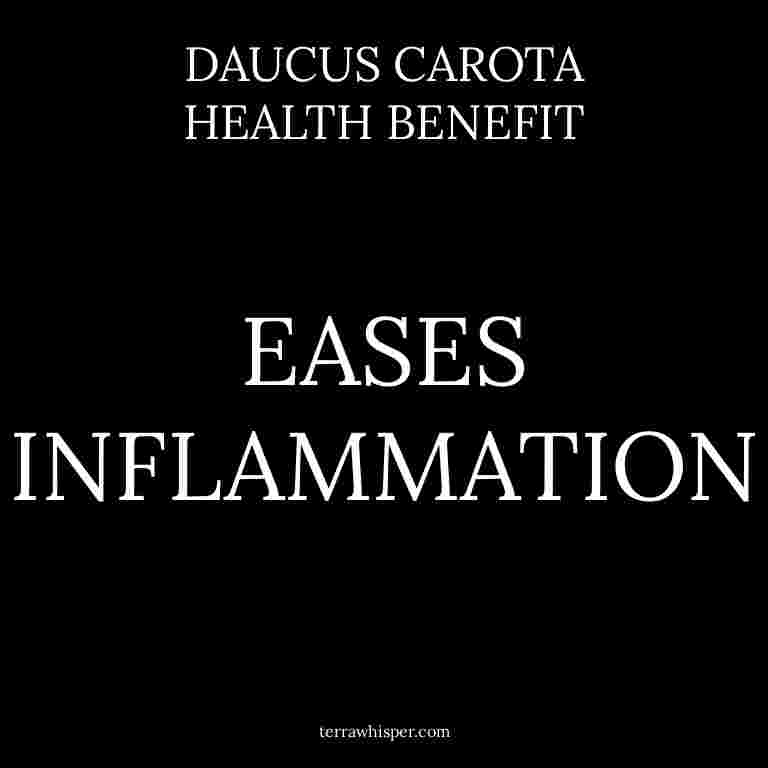 DAUCUS CAROTA
HEALTH BENEFIT
EASES
INFLAMMATION
terrawhisper.com